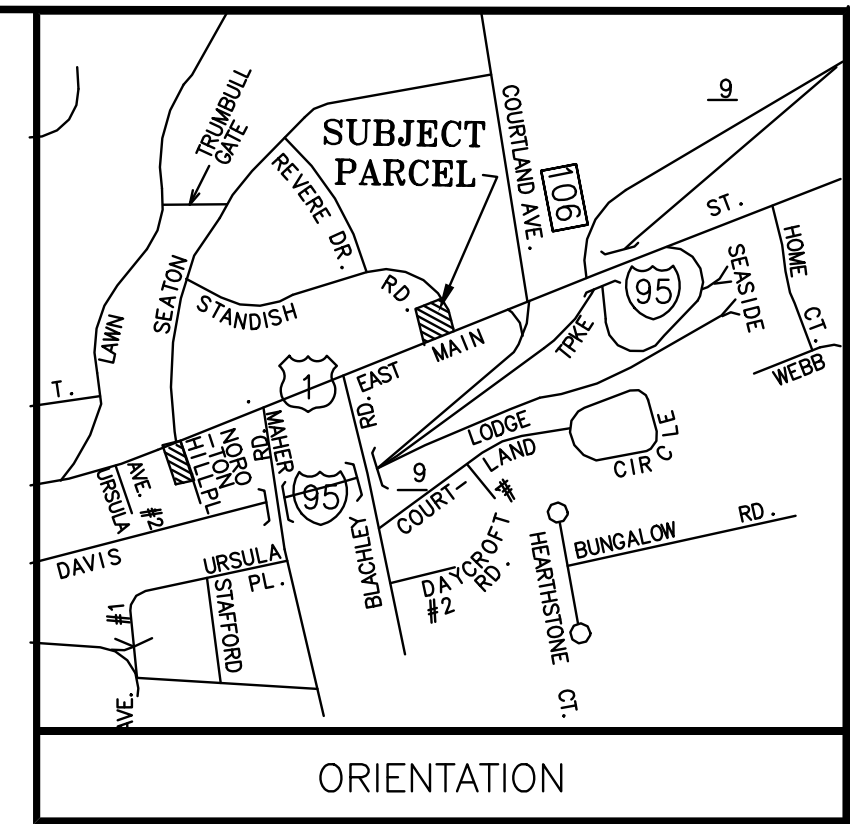 TRUMBULL
GATE
SUBJECT
PARCEL
COURTLAND AVE.
106
9
REVERE DR.
ST.
HOME
CT.
SEASIDE
95
LAWN
SEATON
STANDISH
RD.
MAIN
EAST
TPKE
WEBB
1
T.
RD.
MAHER
RD.
LODGE
CIRCLE
NORO
-TON
HILL PL
AVE. #2
URSULA
95
9
COURT-
LAND
#
DAVIS
BLACHLEY
DAYCROFT
RD.
#2
HEARTHSTONE CT.
BUNGALOW RD.
URSULA
PL.
STAFFORD
#1
AVE.
ORIENTATION